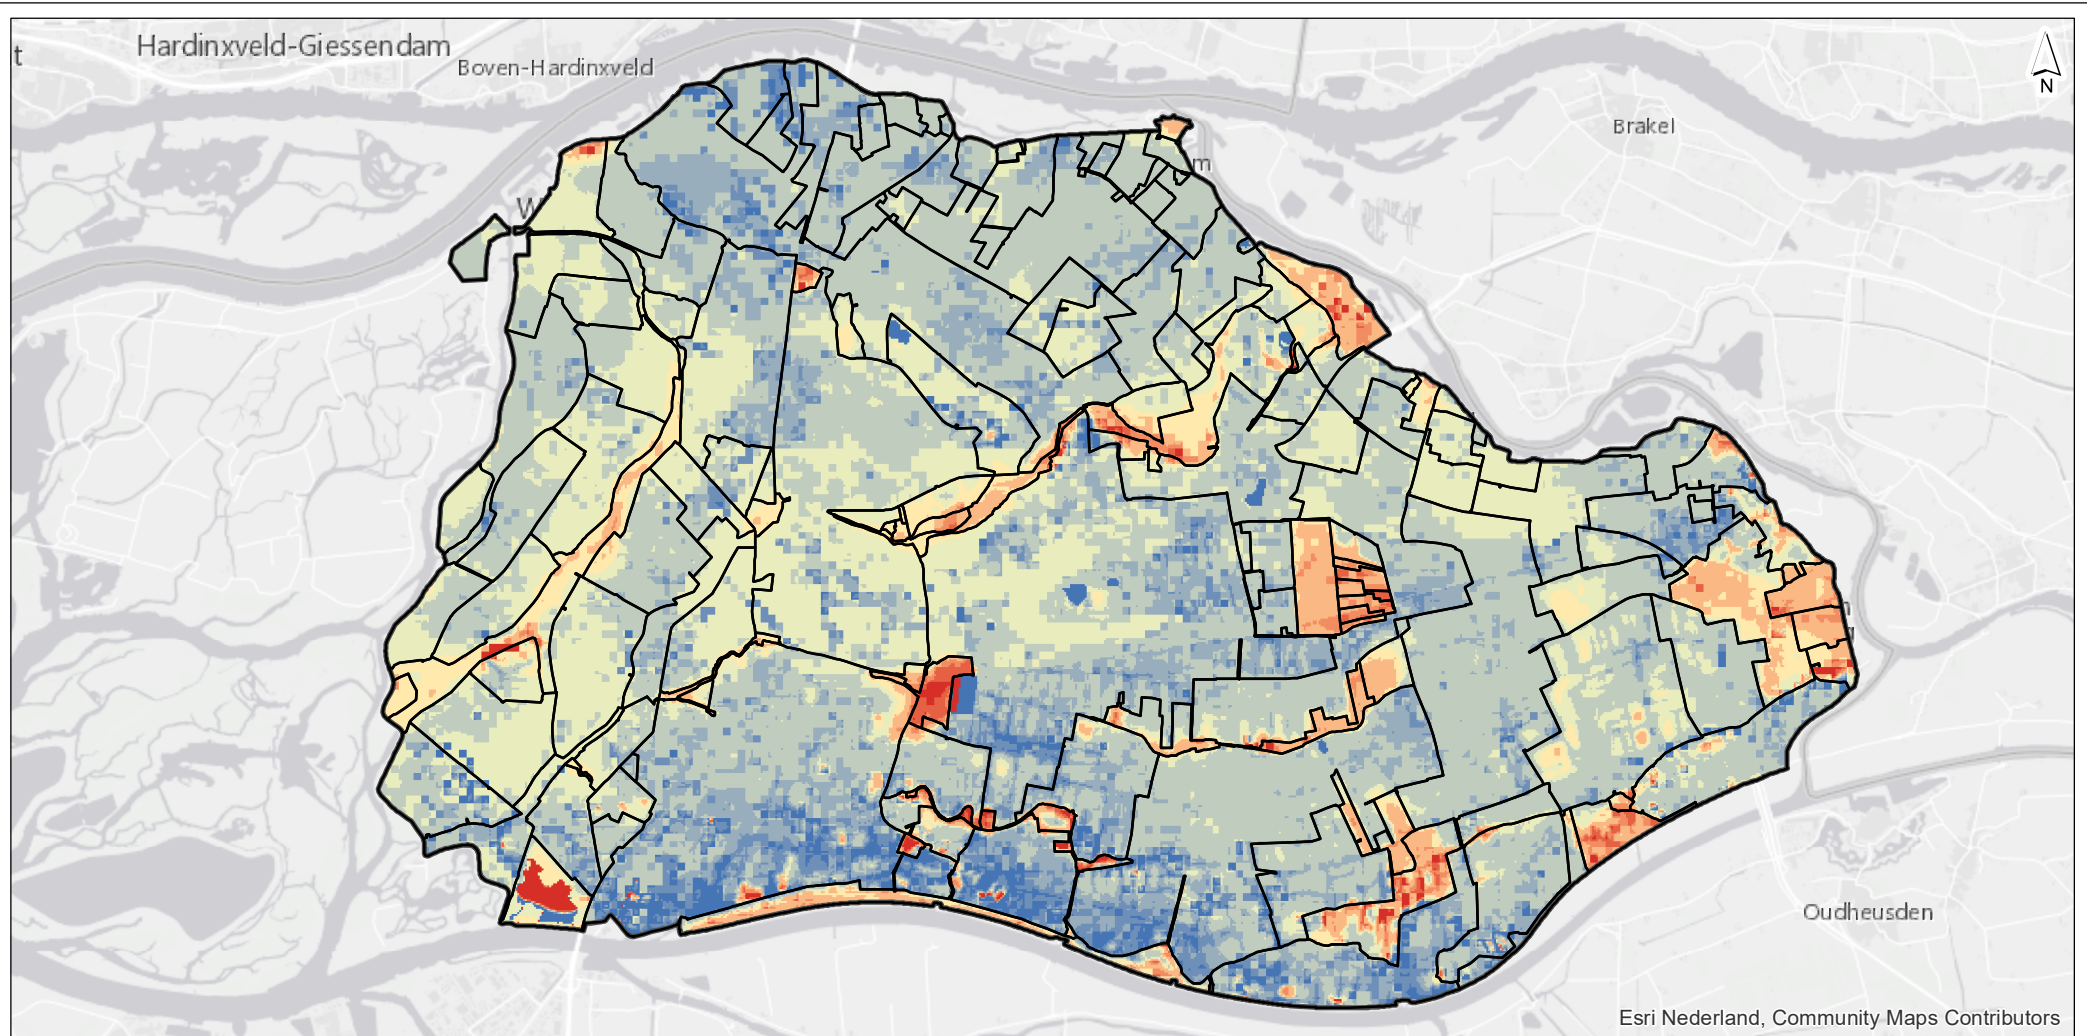 Hardinxveld-Giessendam
Boven-Hardinxveld
t
N
Brakel
W
m
n
g
Oudheusden
Esri Nederland, Community Maps Contributors